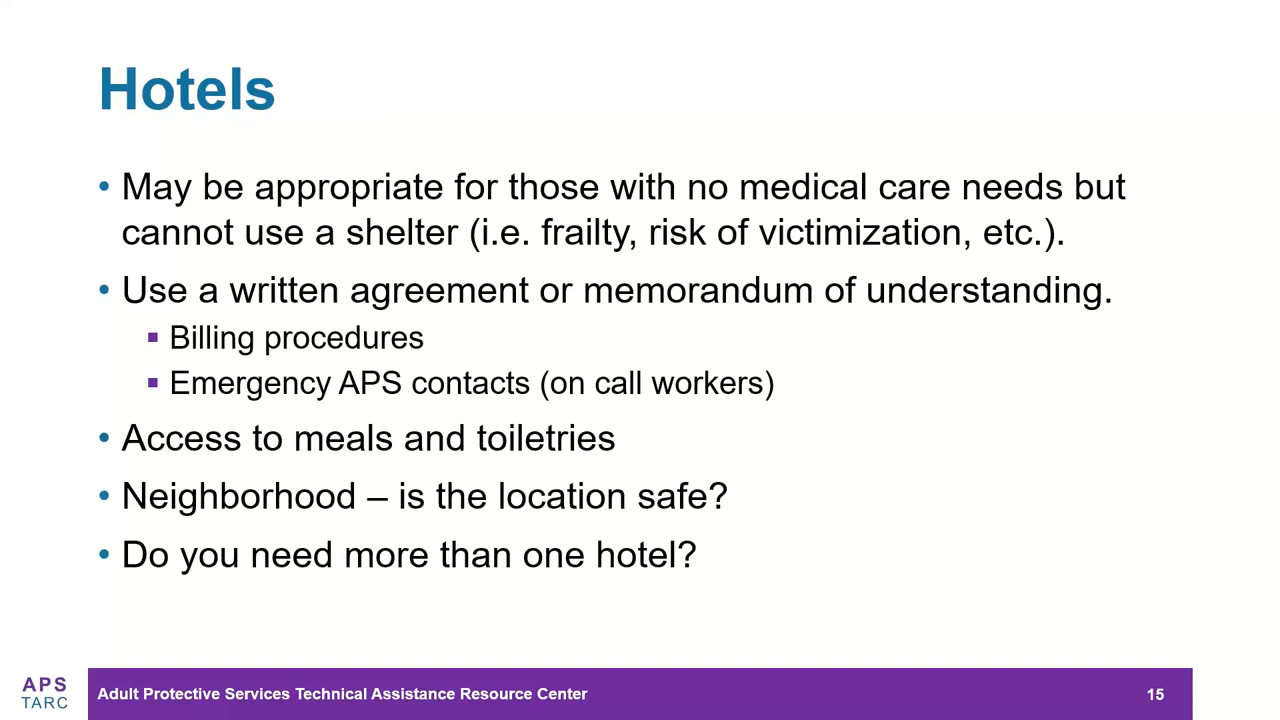 Hotels
• May be appropriate for those with no medical care needs but
cannot use a shelter (i.e. frailty, risk of victimization, etc.).
• Use a written agreement or memorandum of understanding.
▪ Billing procedures
▪ Emergency APS contacts (on call workers)
• Access to meals and toiletries
• Neighborhood – is the location safe?
• Do you need more than one hotel?
APS
TARC
Adult Protective Services Technical Assistance Resource Center
15